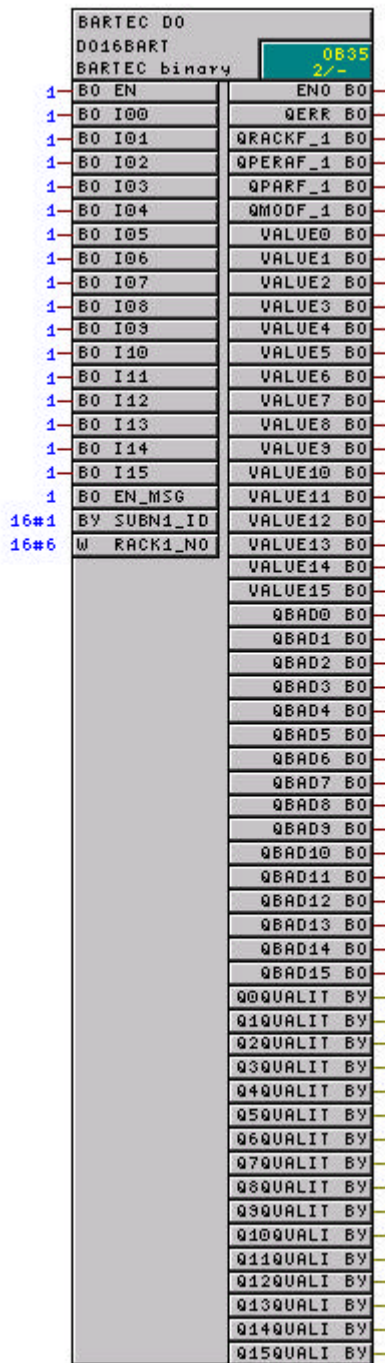 BARTEC DO
DO16BART
BARTEC binary
OB35
2/-
1 BO EN ENO BO
1 BO I00 QERR BO
1 BO I01 QRACKF_1 BO
1 BO I02 QPERAF_1 BO
1 BO I03 QPARF_1 BO
1 BO I04 QMODF_1 BO
1 BO I05 VALUE0 BO
1 BO I06 VALUE1 BO
1 BO I07 VALUE2 BO
1 BO I08 VALUE3 BO
1 BO I09 VALUE4 BO
1 BO I10 VALUE5 BO
1 BO I11 VALUE6 BO
1 BO I12 VALUE7 BO
1 BO I13 VALUE8 BO
1 BO I14 VALUE9 BO
1 BO I15 VALUE10 BO
1 BO EN_MSG VALUE11 BO
16#1 BY SUBN1_ID VALUE12 BO
16#6 W RACK1_NO VALUE13 BO
VALUE14 BO
VALUE15 BO
QBAD0 BO
QBAD1 BO
QBAD2 BO
QBAD3 BO
QBAD4 BO
QBAD5 BO
QBAD6 BO
QBAD7 BO
QBAD8 BO
QBAD9 BO
QBAD10 BO
QBAD11 BO
QBAD12 BO
QBAD13 BO
QBAD14 BO
QBAD15 BO
Q0QUALIT BY
Q1QUALIT BY
Q2QUALIT BY
Q3QUALIT BY
Q4QUALIT BY
Q5QUALIT BY
Q6QUALIT BY
Q7QUALIT BY
Q8QUALIT BY
Q9QUALIT BY
Q10QUALI BY
Q11QUALI BY
Q12QUALI BY
Q13QUALI BY
Q14QUALI BY
Q15QUALI BY